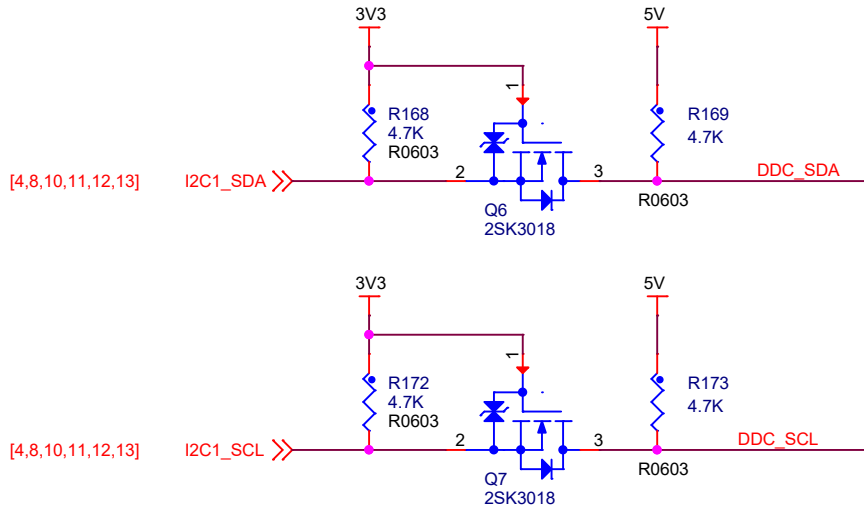 3V3
5V
1
R168
4.7K
R0603
R169
4.7K
[4,8,10,11,12,13]
I2C1_SDA
2
3
DDC_SDA
Q6
2SK3018
R0603
3V3
5V
1
R172
4.7K
R0603
R173
4.7K
[4,8,10,11,12,13]
I2C1_SCL
2
3
DDC_SCL
Q7
2SK3018
R0603